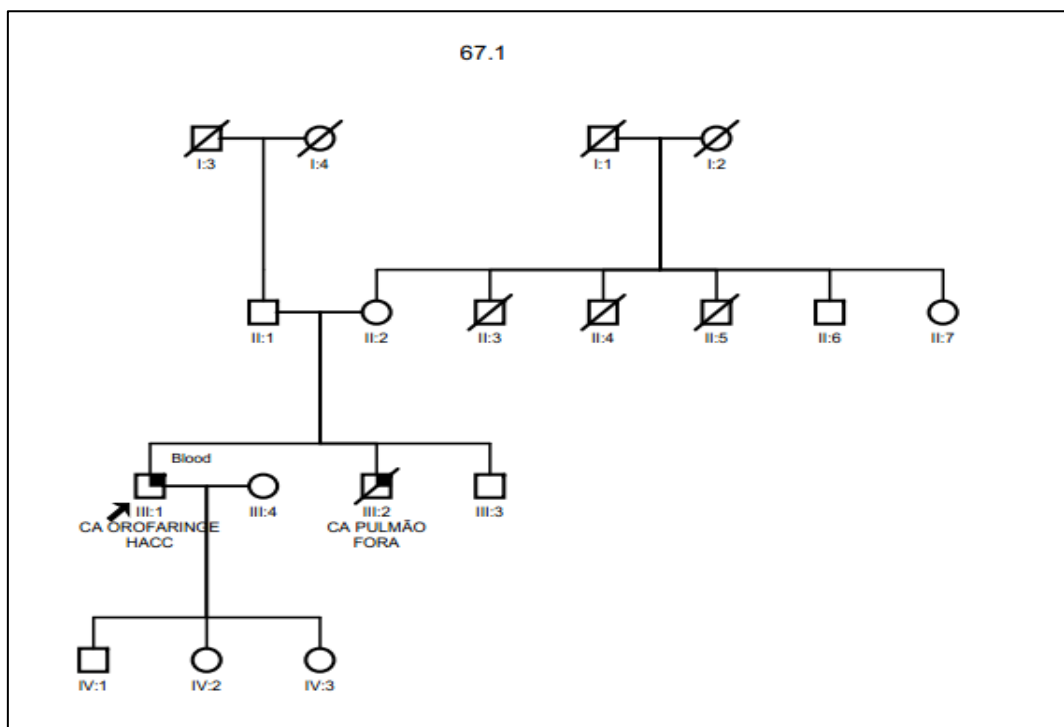 67.1
I:3
I:4
I:1
I:2
II:1
II:2
II:3
II:4
II:5
II:6
II:7
Blood
III:1
III:4
III:2
III:3
CA OROFARINGE
HACC
CA PULMÃO
FORA
IV:1
IV:2
IV:3